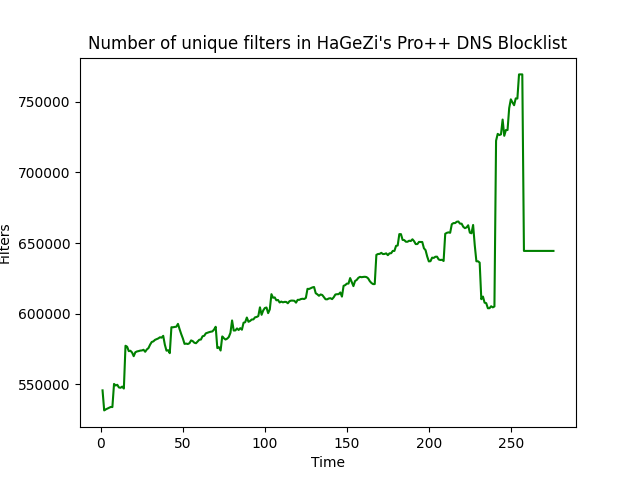 Number of unique filters in HaGeZi's Pro++ DNS Blocklist
Filters
750000
700000
650000
600000
550000
0 50 100 150 200 250
Time